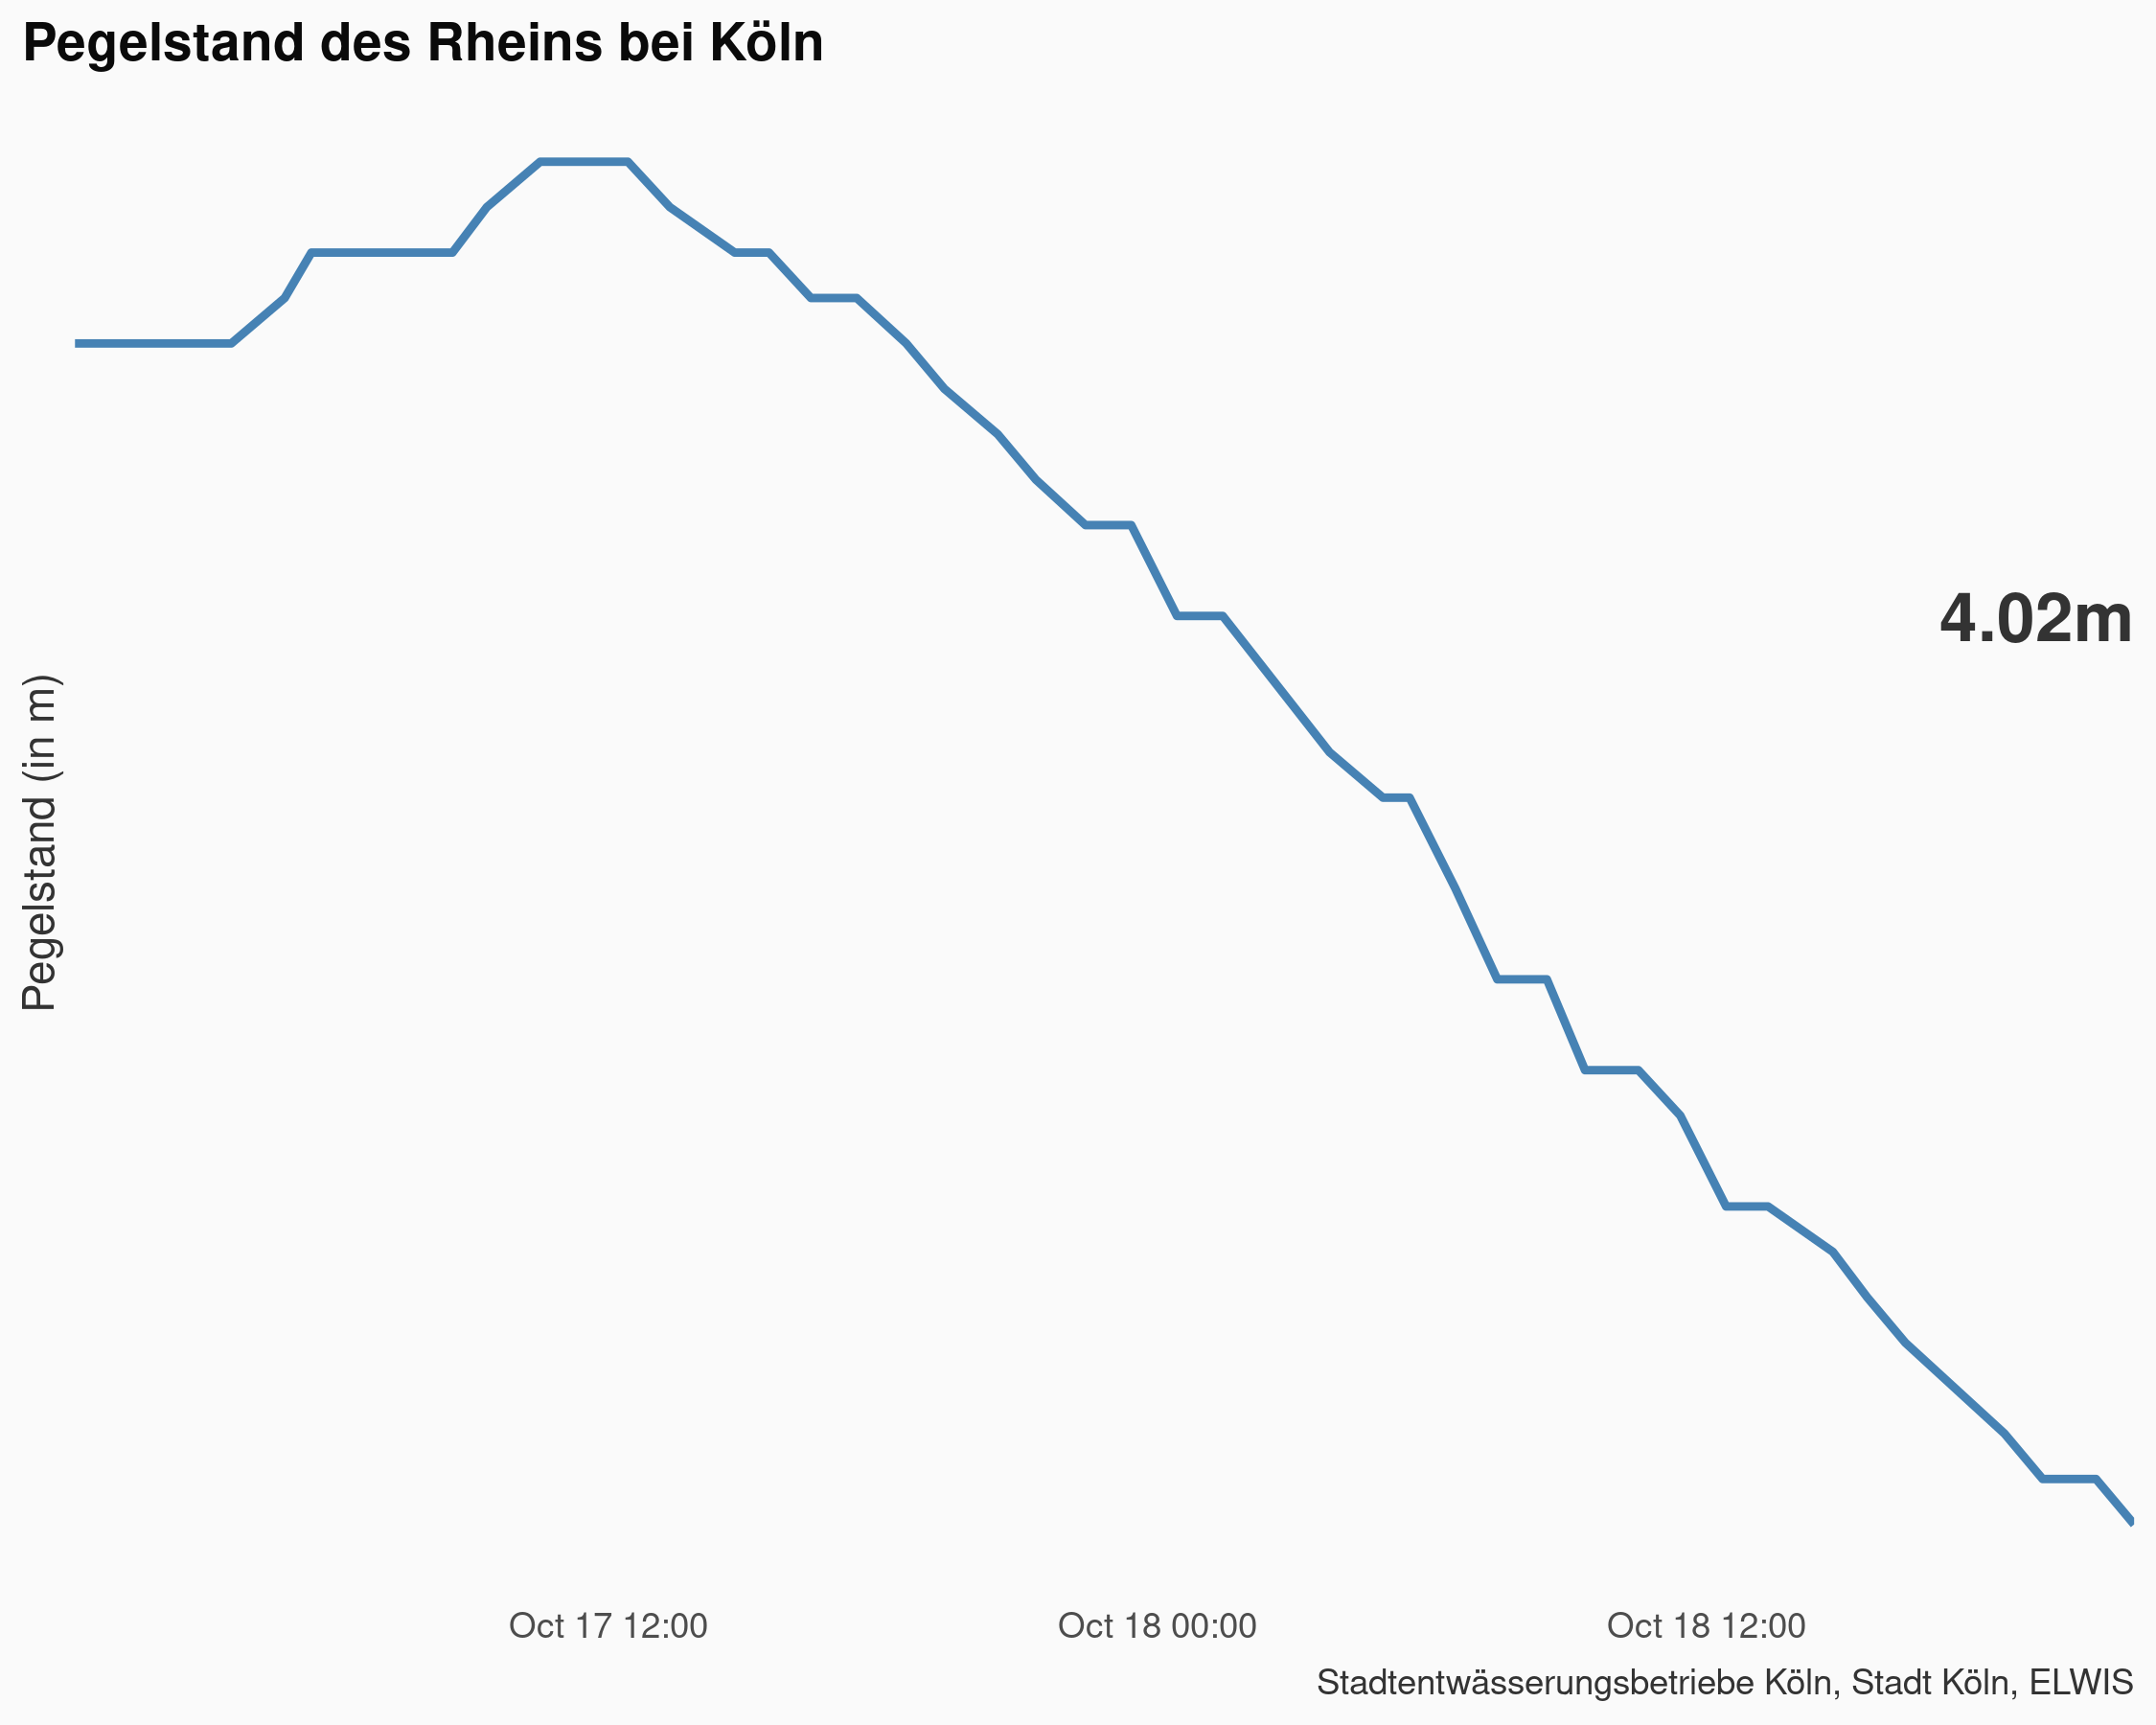 Pegelstand des Rheins bei Köln
4.02m
Pegelstand (in m)
Oct 17 12:00
Oct 18 00:00
Oct 18 12:00
Stadtentwässerungsbetriebe Köln, Stadt Köln, ELWIS